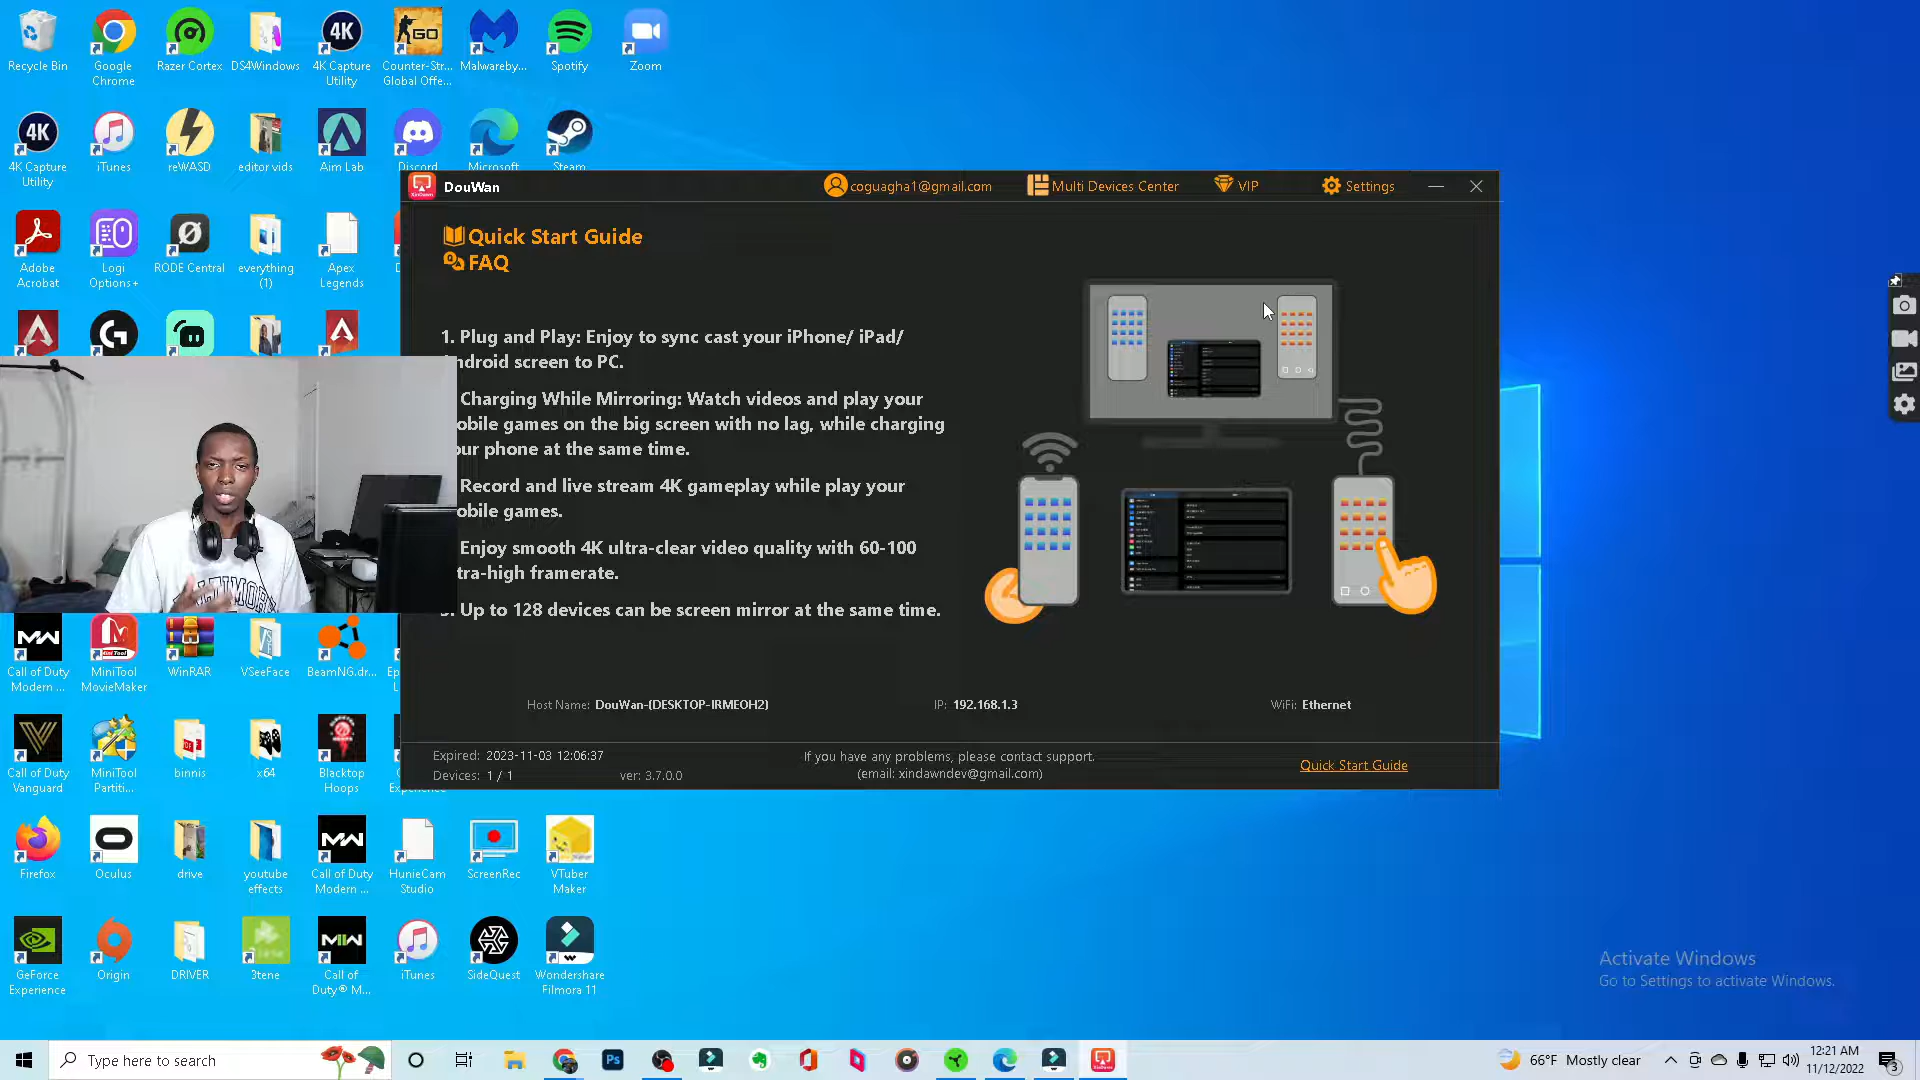 Recycle Bin
Google
Chrome
Razer Cortex
DS4Windows
4K Capture
Utility
Counter-Str...
Global Offe...
Malwareby...
Spotify
Zoom
4K Capture
Utility
iTunes
reWASD
editor vids
Aim Lab
Discord
Microsoft
Steam
Adobe
Acrobat
Logi
Options+
RODE Central
everything
(1)
Apex
Legends
DouWan
coguagha1@gmail.com
Multi Devices Center
VIP
Settings
Quick Start Guide
FAQ
1. Plug and Play: Enjoy to sync cast your iPhone/ iPad/
ndroid screen to PC.
Charging While Mirroring: Watch videos and play your
obile games on the big screen with no lag, while charging
our phone at the same time.
Record and live stream 4K gameplay while play your
obile games.
Enjoy smooth 4K ultra-clear video quality with 60-100
tra-high framerate.
Up to 128 devices can be screen mirror at the same time.
Host Name: DouWan-(DESKTOP-IRMEOH2)
IP: 192.168.1.3
WiFi: Ethernet
Expired: 2023-11-03 12:06:37
Devices: 1 / 1
ver: 3.7.0.0
If you have any problems, please contact support.
(email: xindawndev@gmail.com)
Quick Start Guide
Call of Duty
Modern ...
MiniTool
MovieMaker
WinRAR
VSeeFace
BeamNG.dr...
Call of Duty
Vanguard
MiniTool
Partiti...
binnis
x64
Blacktop
Hoops
Firefox
Oculus
drive
youtube
effects
Call of Duty
Modern ...
HunieCam
Studio
ScreenRec
VTuber
Maker
GeForce
Experience
Origin
DRIVER
3tene
Call of
Duty® M...
iTunes
SideQuest
Wondershare
Filmora 11
Activate Windows
Go to Settings to activate Windows.
Type here to search
66°F Mostly clear
12:21 AM
11/12/2022
3